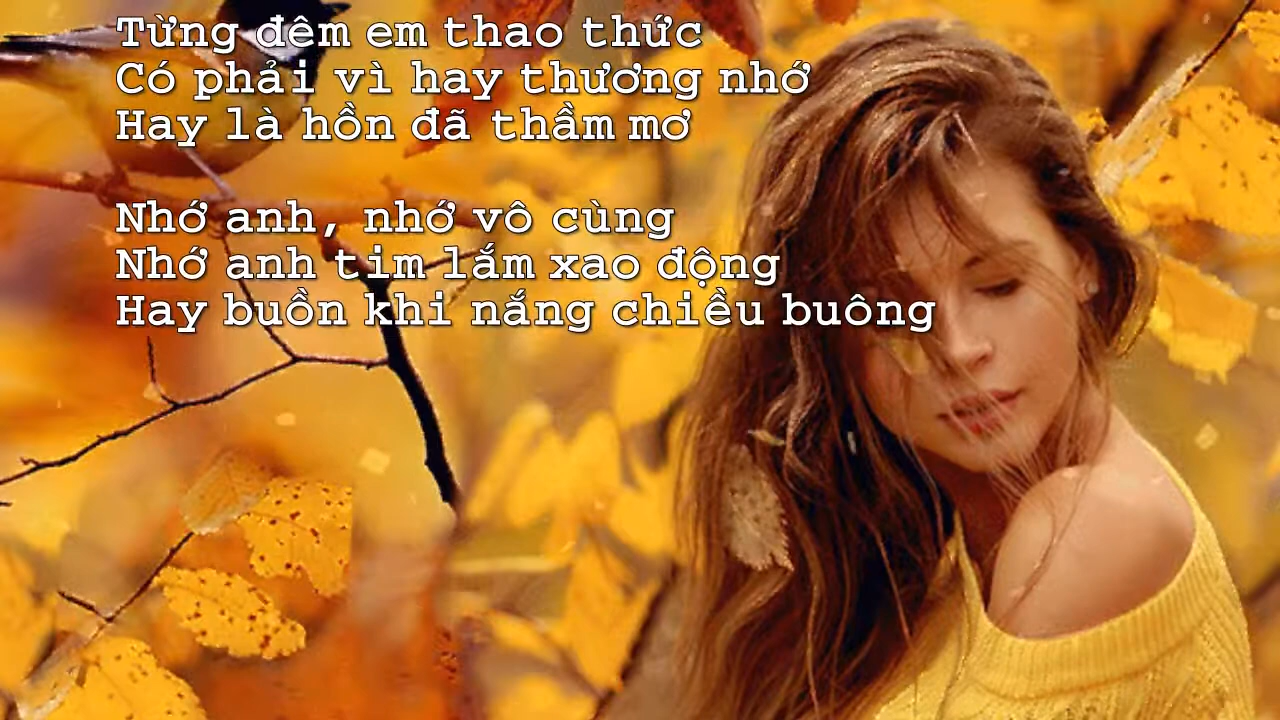 Từng đêm em thao thức
Có phải vì hay thương nhớ
Hay là hồn đã thầm mơ
Nhớ anh, nhớ vô cùng
Nhớ anh tim lắm xao động
Hay buồn khi nắng chiều buông